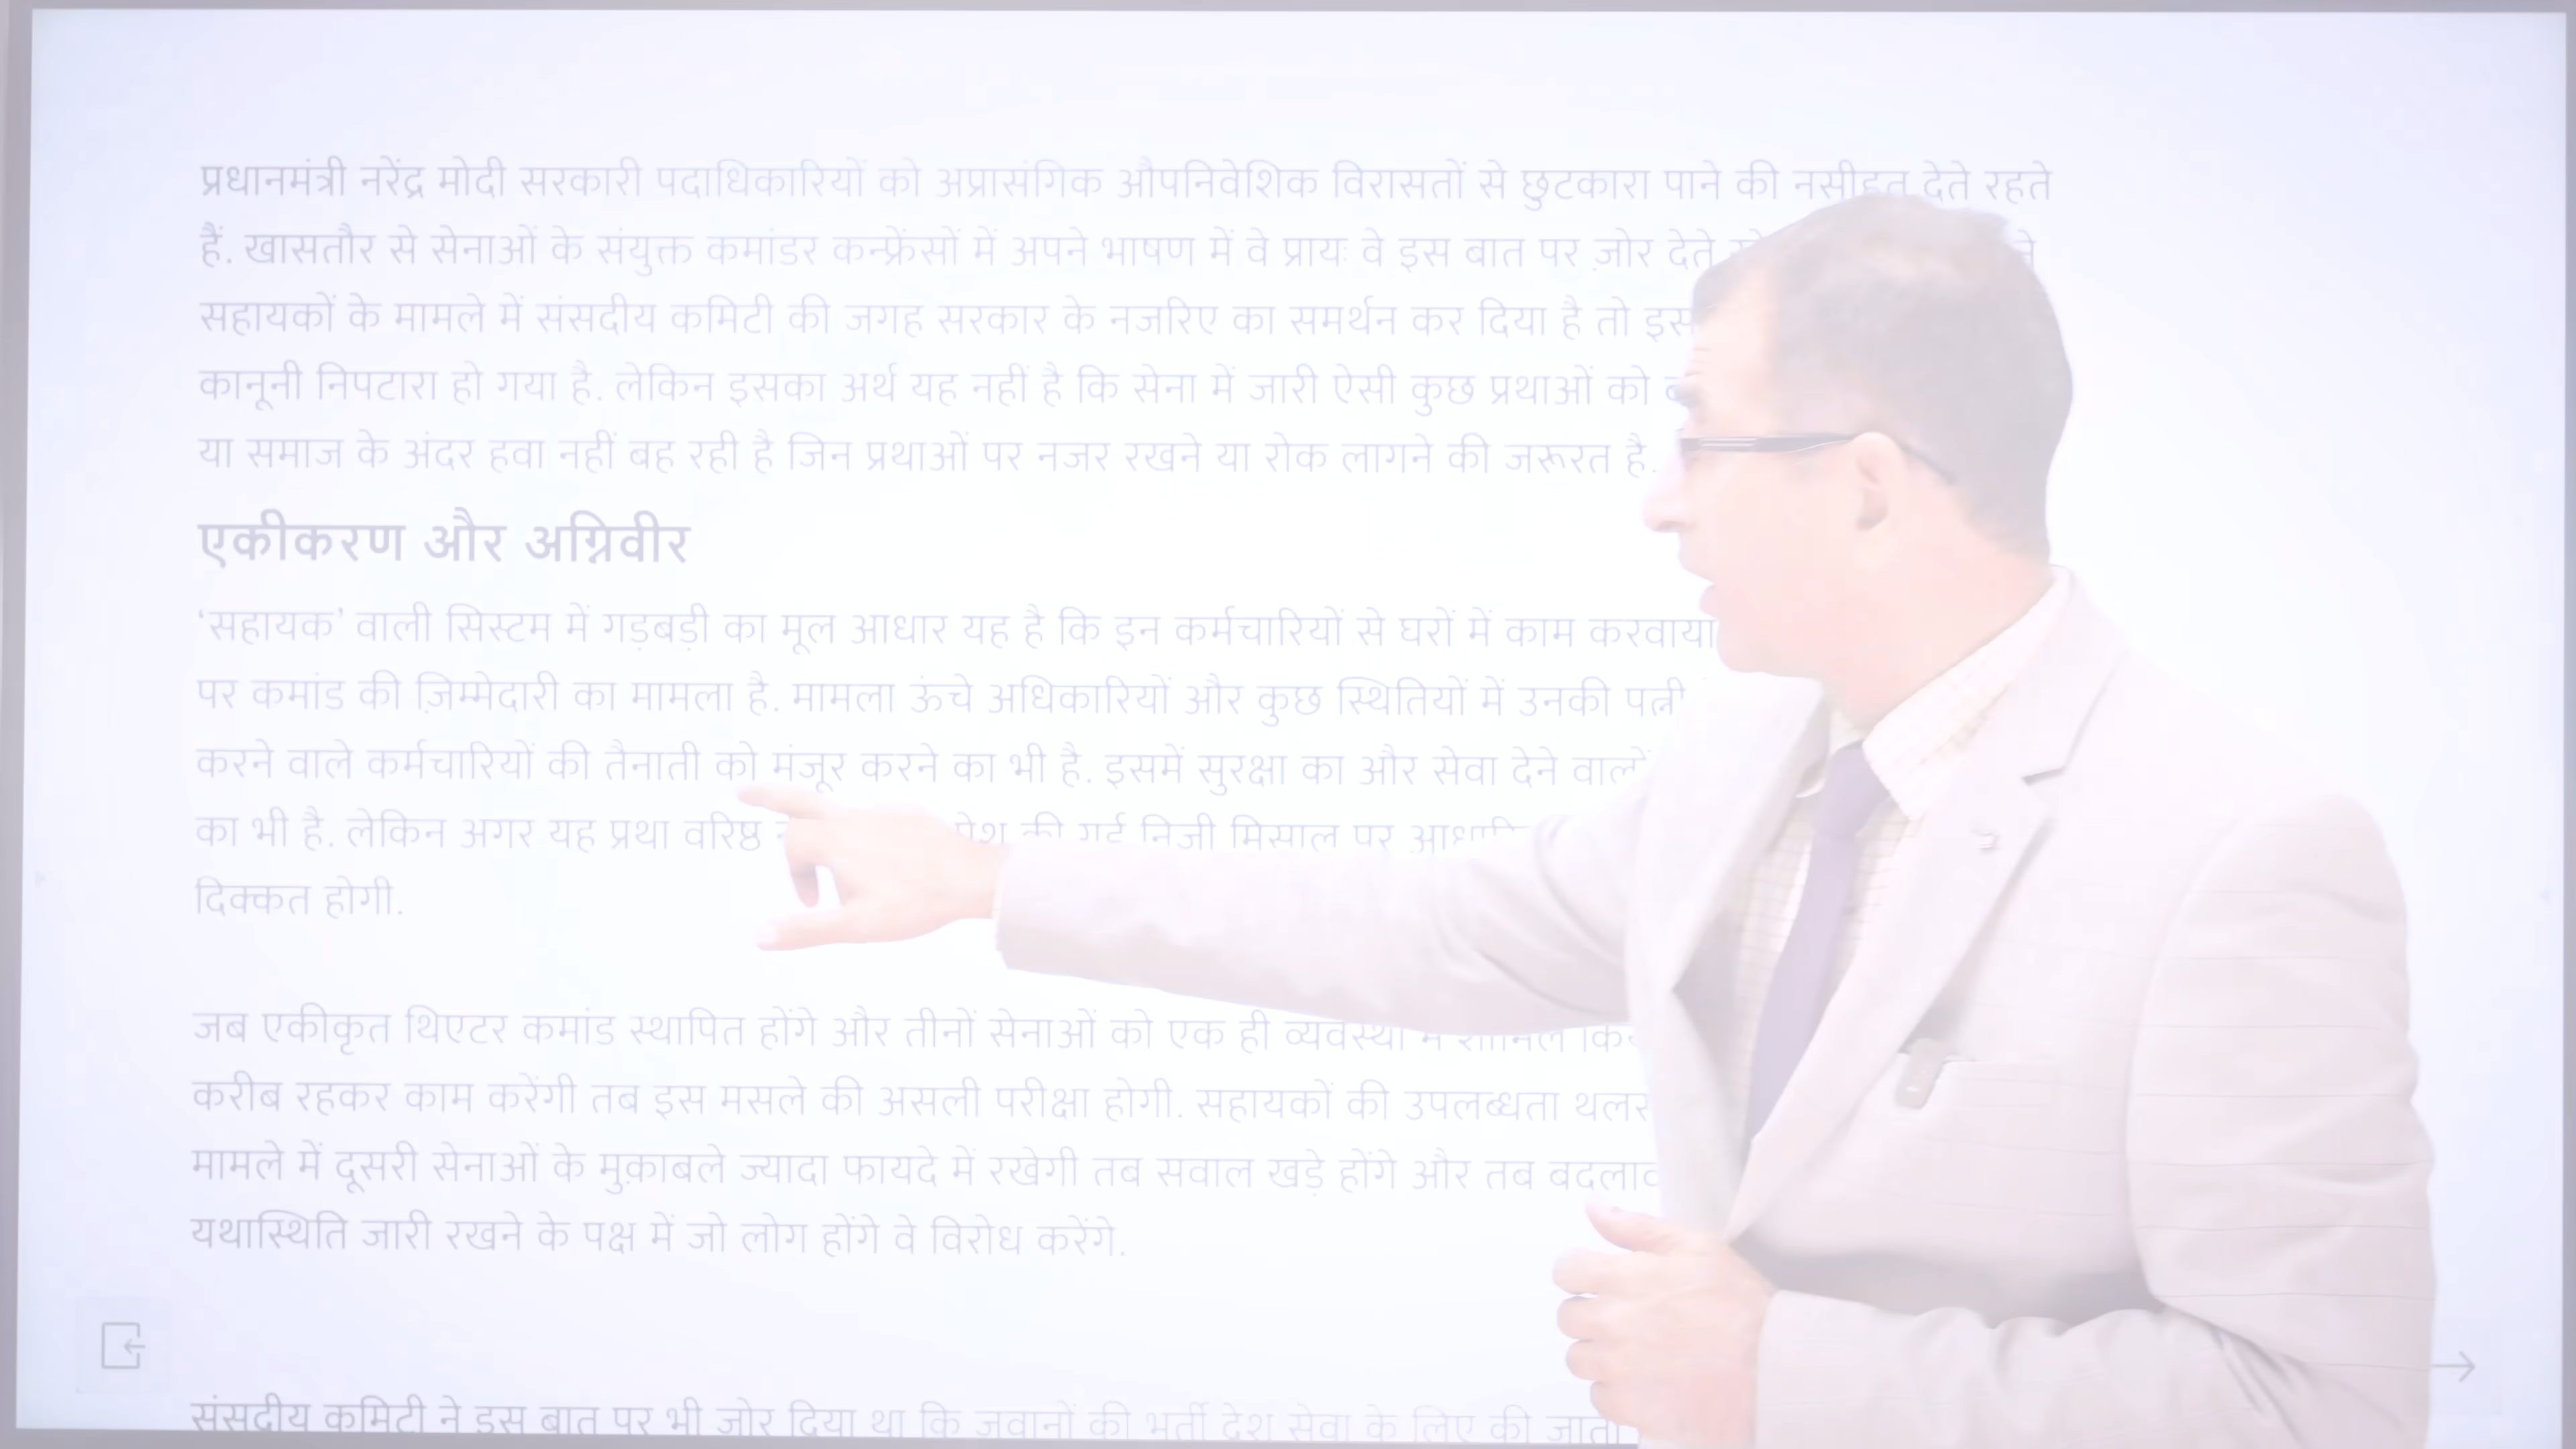 प्रधानमंत्री नरेंद्र मोदी सरकारी पदाधिकारियों को अप्रासंगिक औपनिवेशिक विरासतों से छुटकारा पाने की नसीहत देते रहते
हैं. खासतौर से सेनाओं के संयुक्त कमांडर कन्फ्रेंसों में अपने भाषण में वे प्रायः वे इस बात पर ज़ोर देते
सहायकों के मामले में संसदीय कमिटी की जगह सरकार के नजरिए का समर्थन कर दिया है तो इस
कानूनी निपटारा हो गया है. लेकिन इसका अर्थ यह नहीं है कि सेना में जारी ऐसी कुछ प्रथाओं को
या समाज के अंदर हवा नहीं बह रही है जिन प्रथाओं पर नजर रखने या रोक लागने की जरूरत है.
एकीकरण और अग्निवीर
‘सहायक’ वाली सिस्टम में गड़बड़ी का मूल आधार यह है कि इन कर्मचारियों से घरों में काम करवाया
पर कमांड की ज़िम्मेदारी का मामला है. मामला ऊंचे अधिकारियों और कुछ स्थितियों में उनकी पत्नी
करने वाले कर्मचारियों की तैनाती को मंजूर करने का भी है. इसमें सुरक्षा का और सेवा देने वालों
का भी है. लेकिन अगर यह प्रथा वरिष्ठ की गई निजी मिसाल पर
दिक्कत होगी.
जब एकीकृत थिएटर कमांड स्थापित होंगे और तीनों सेनाओं को एक ही व्यवस्था में शामिल
करीब रहकर काम करेंगी तब इस मसले की असली परीक्षा होगी. सहायकों की उपलब्धता
मामले में दूसरी सेनाओं के मुक़ाबले ज्यादा फायदे में रखेगी तब सवाल खड़े होंगे और तब
यथास्थिति जारी रखने के पक्ष में जो लोग होंगे वे विरोध करेंगे.
संसदीय कमिटी ने इस बात पर भी जोर दिया था कि जवानों की भर्ती देश सेवा के लिए की जाती